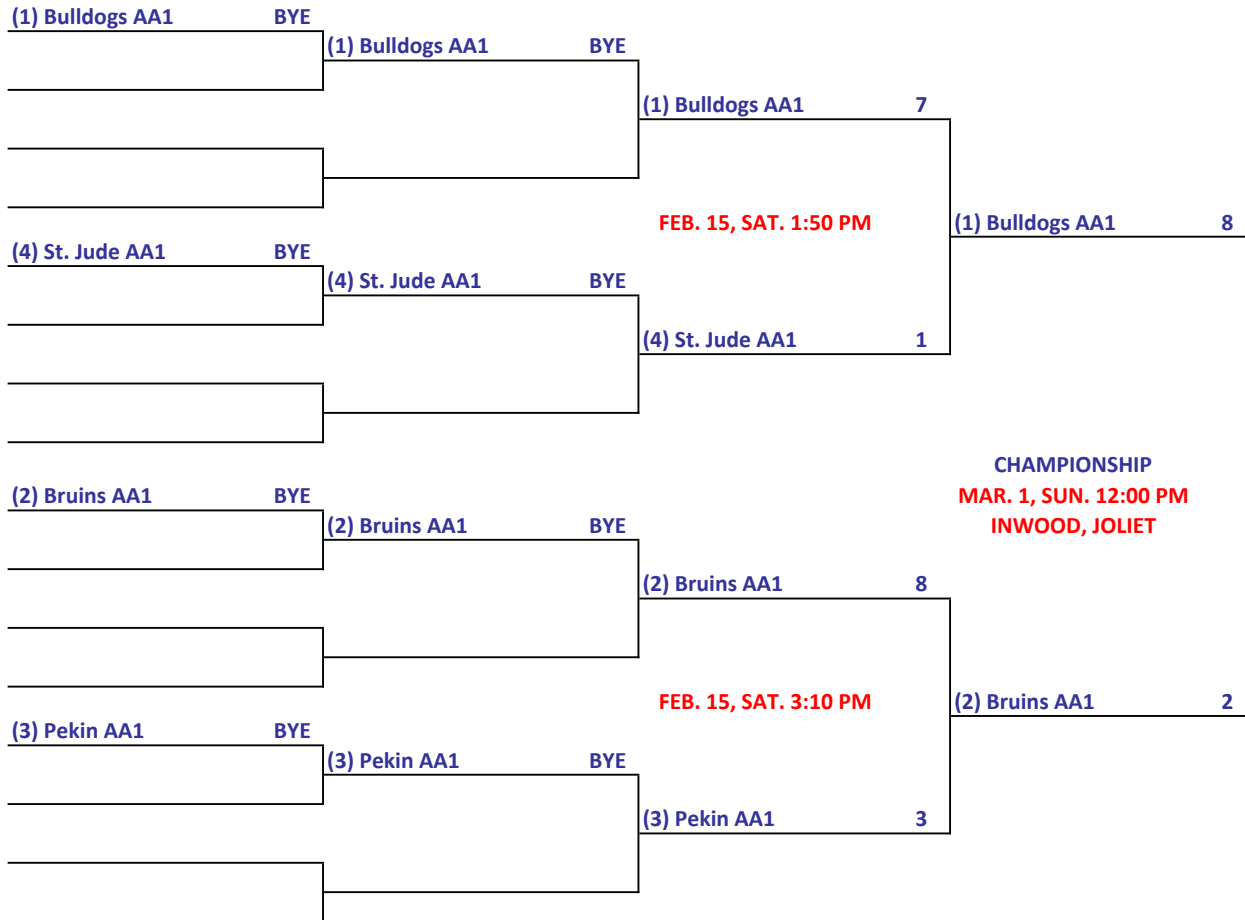 (1) Bulldogs AA1 BYE
(1) Bulldogs AA1 BYE
(1) Bulldogs AA1 7
FEB. 15, SAT. 1:50 PM
(1) Bulldogs AA1 8
(4) St. Jude AA1 BYE
(4) St. Jude AA1 BYE
(4) St. Jude AA1 1
CHAMPIONSHIP
MAR. 1, SUN. 12:00 PM
INWOOD, JOLIET
(2) Bruins AA1 BYE
(2) Bruins AA1 BYE
(2) Bruins AA1 8
FEB. 15, SAT. 3:10 PM
(2) Bruins AA1 2
(3) Pekin AA1 BYE
(3) Pekin AA1 BYE
(3) Pekin AA1 3